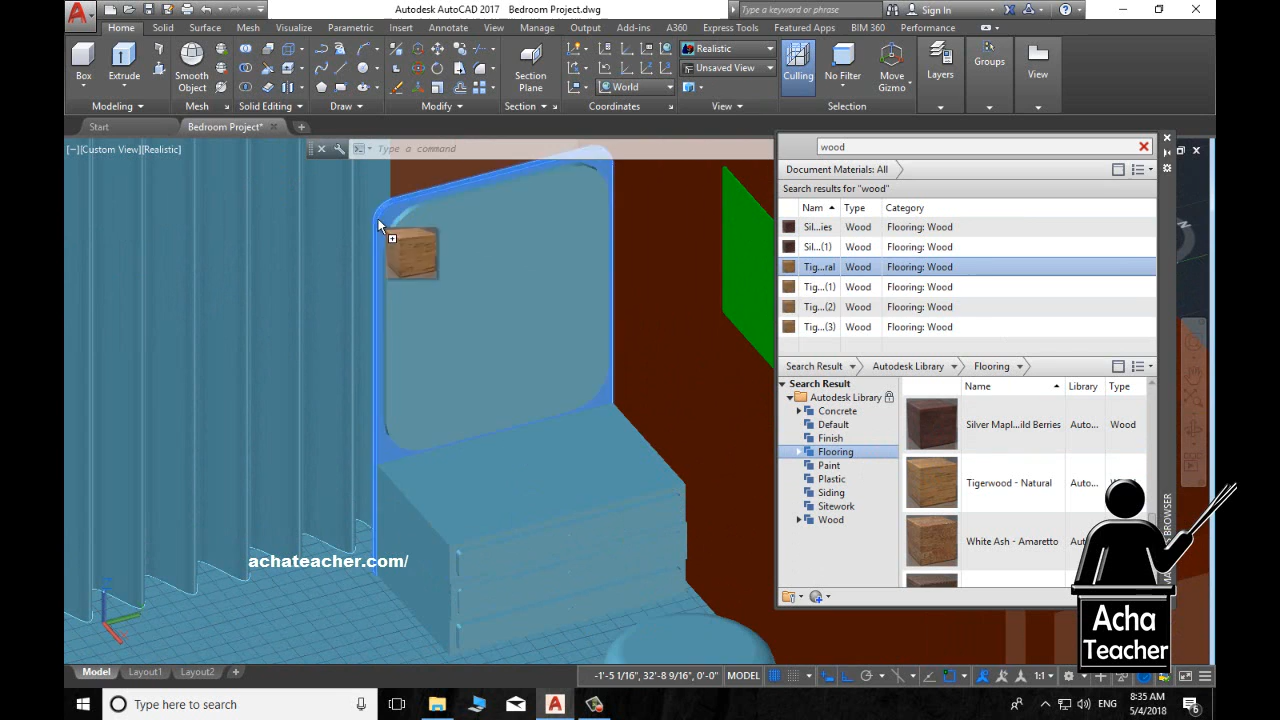 Autodesk AutoCAD 2017 Bedroom Project.dwg
Type a keyword or phrase
Sign In
Home Solid Surface Mesh Visualize Parametric Insert Annotate View Manage Output Add-ins A360 Express Tools Featured Apps BIM 360 Performance
Box
Extrude
Smooth Object
Section Plane
Realistic
Unsaved View
World
Culling
No Filter
Move Gizmo
Layers
Groups
View
Modeling Mesh Solid Editing Draw Modify Section Coordinates View Selection
Start Bedroom Project*
[−][Custom View][Realistic]
Type a command
wood
Document Materials: All
Search results for "wood"
Nam Type Category
Sil...ies Wood Flooring: Wood
Sil...(1) Wood Flooring: Wood
Tig...ral Wood Flooring: Wood
Tig...(1) Wood Flooring: Wood
Tig...(2) Wood Flooring: Wood
Tig...(3) Wood Flooring: Wood
Search Result Autodesk Library Flooring
Search Result
Autodesk Library
Concrete
Default
Finish
Flooring
Paint
Plastic
Siding
Sitework
Wood
Name Library Type
Silver Mapl...ild Berries Auto... Wood
Tigerwood - Natural Auto...
White Ash - Amaretto
BROWSER
achateacher.com/
Acha
Teacher
Model Layout1 Layout2
-1'-5 1/16", 32'-8 9/16", 0'-0" MODEL
1:1
Type here to search
8:35 AM
5/4/2018